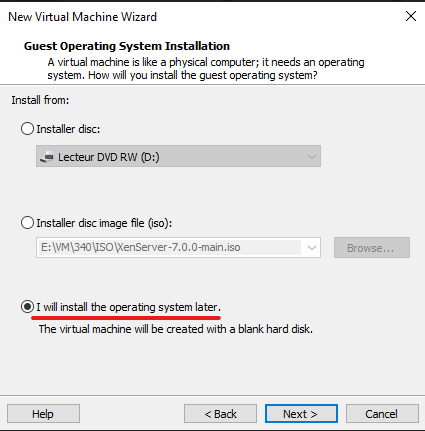 New Virtual Machine Wizard
Guest Operating System Installation
A virtual machine is like a physical computer; it needs an operating
system. How will you install the guest operating system?
Install from:
Installer disc:
Lecteur DVD RW (D:)
Installer disc image file (iso):
E:\VM\340\ISO\XenServer-7.0.0-main.iso
Browse...
I will install the operating system later.
The virtual machine will be created with a blank hard disk.
Help
< Back
Next >
Cancel